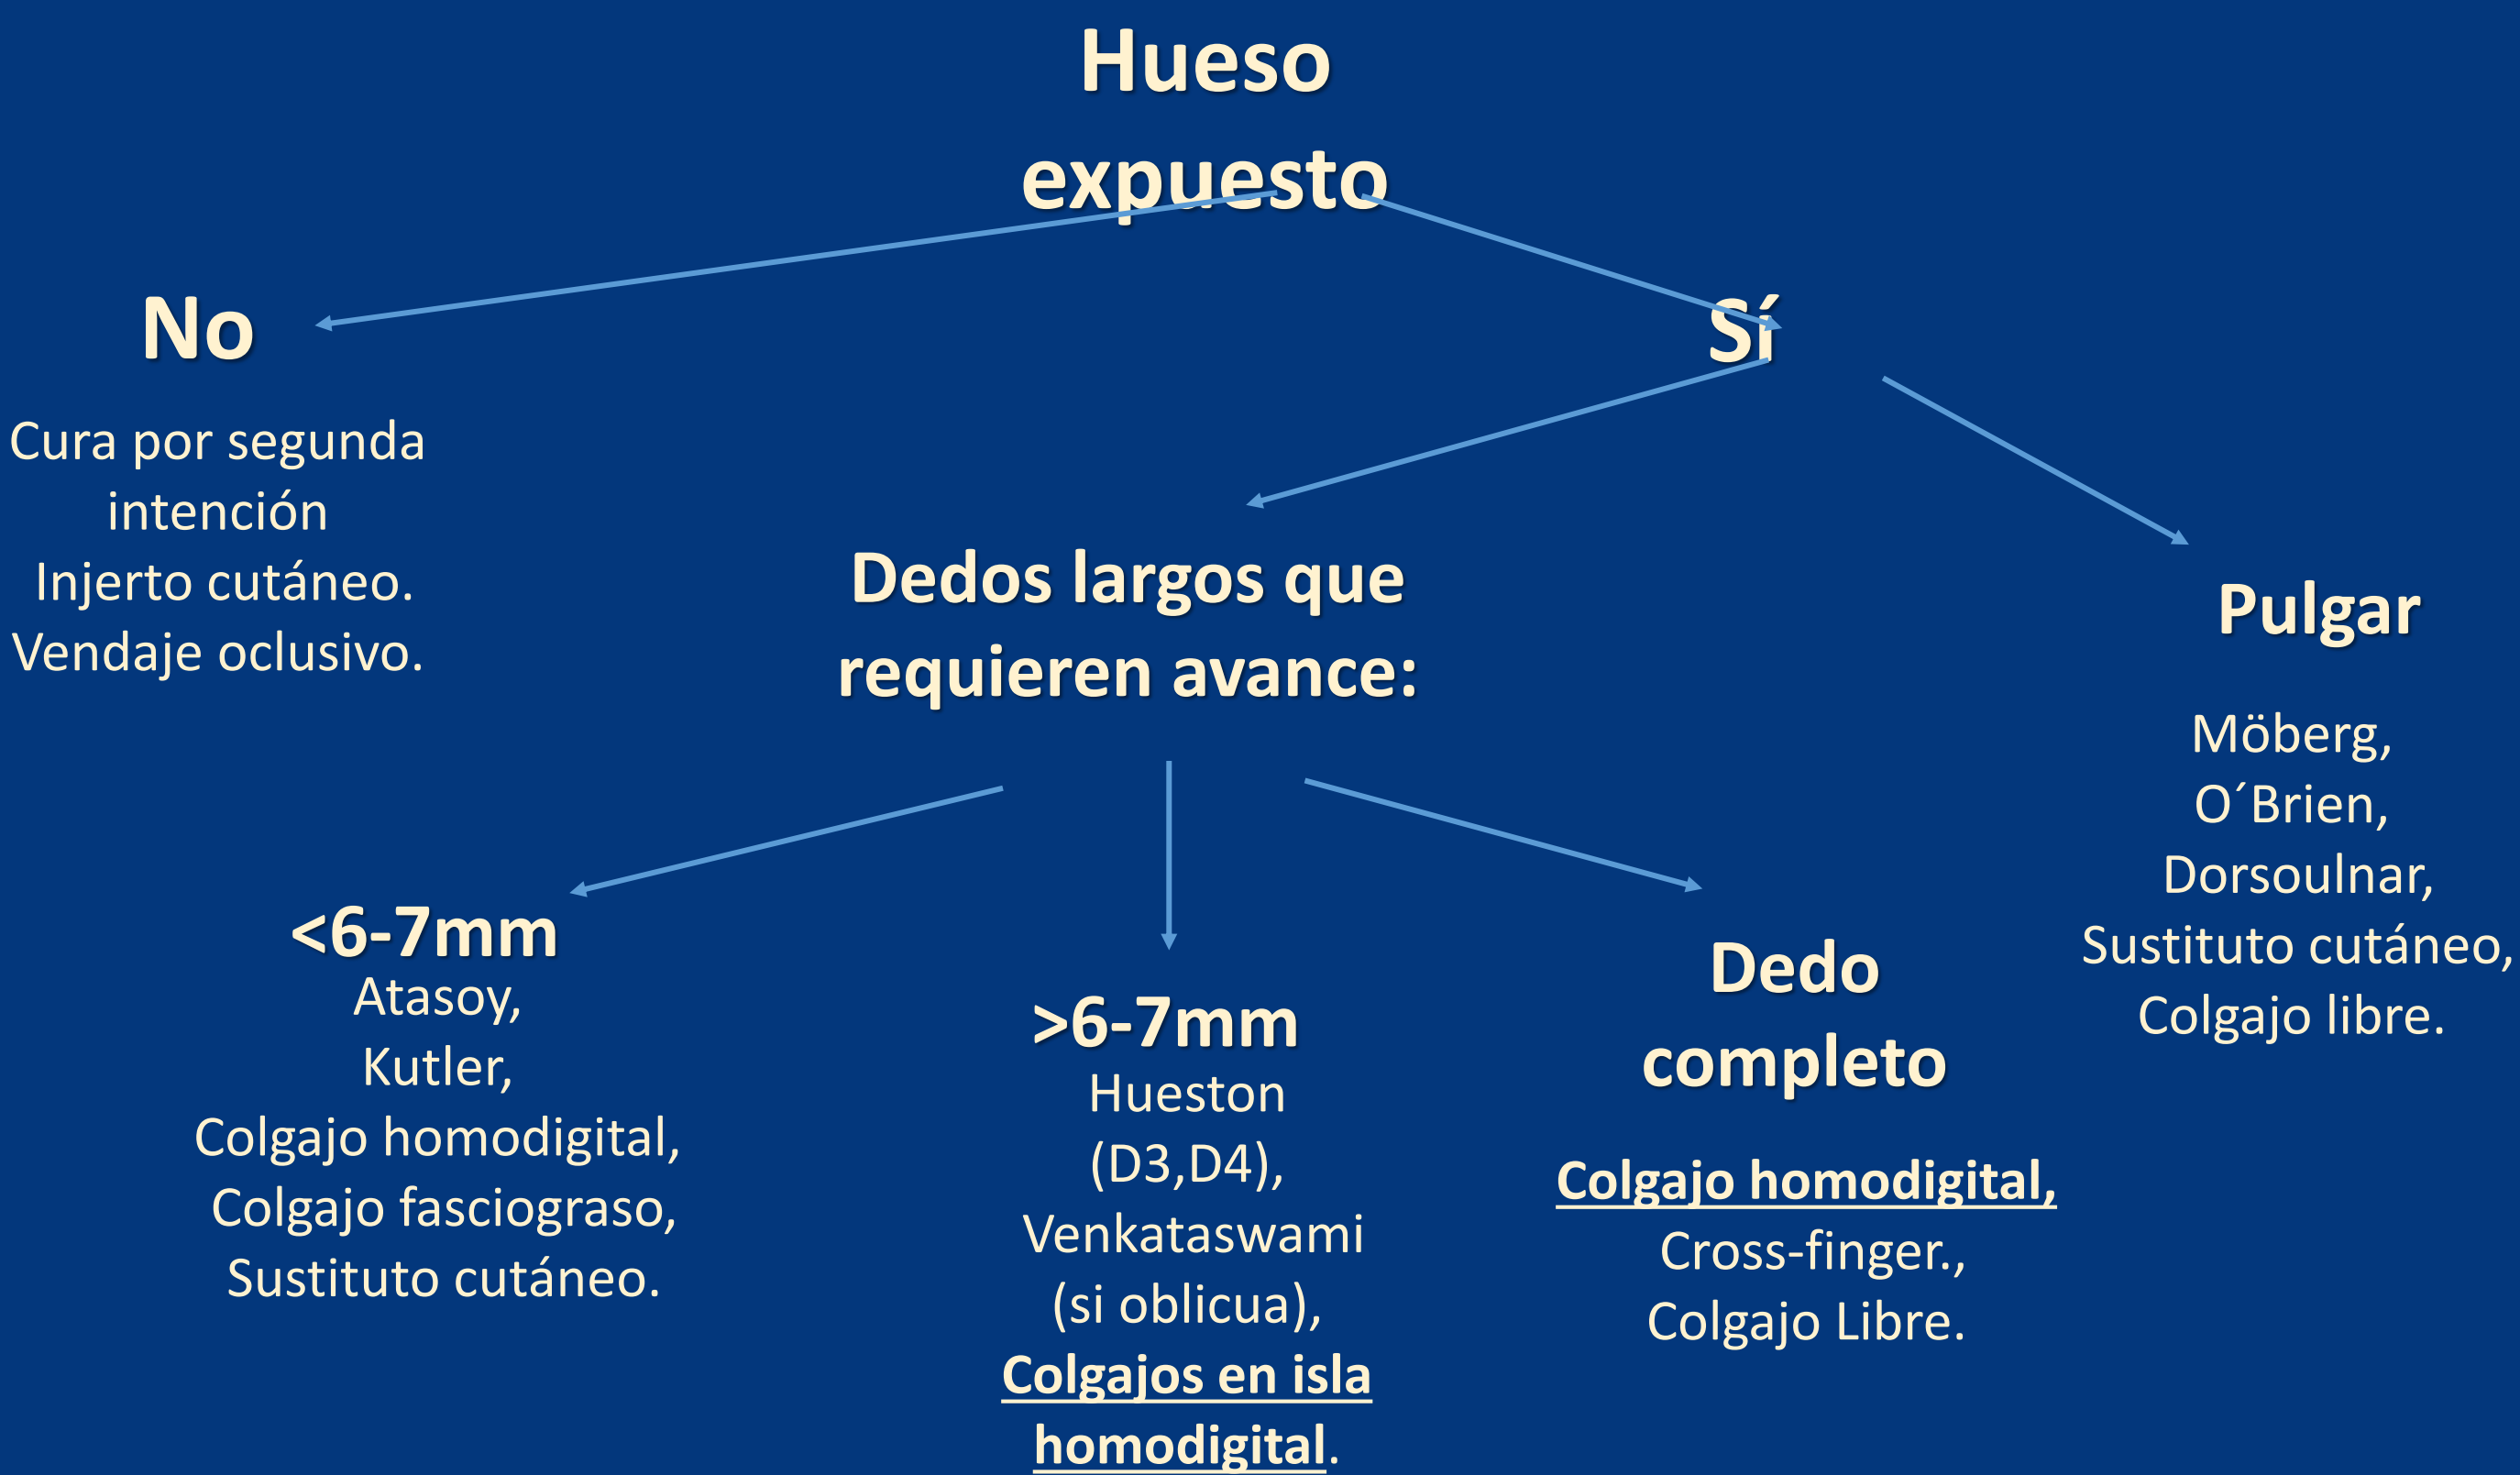 Hueso
expuesto
No
Sí
Cura por segunda
intención
Injerto cutáneo.
Vendaje oclusivo.
Dedos largos que
requieren avance:
Pulgar
Möberg,
O´Brien,
Dorsoulnar,
Sustituto cutáneo,
Colgajo libre.
<6-7mm
Atasoy,
Kutler,
Colgajo homodigital,
Colgajo fasciograso,
Sustituto cutáneo.
>6-7mm
Hueston
(D3,D4),
Venkataswami
(si oblicua),
Colgajos en isla
homodigital.
Dedo
completo
Colgajo homodigital,
Cross-finger.,
Colgajo Libre.